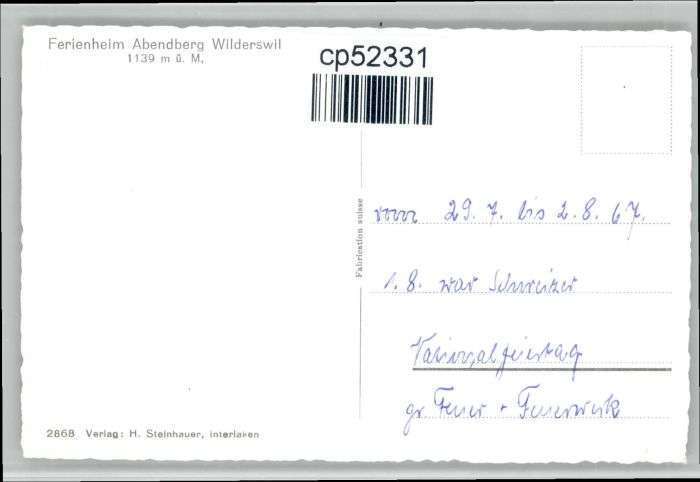 Ferienheim Abendberg Wilderswil
1139 m ü. M.
cp52331
Fabrication suisse
vom 29. 7. bis 2. 8. 67.
1. 8. war Schweizer
Nationalfeiertag
gr. Feuer + Feuerwerk
2868 Verlag: H. Steinhauer, Interlaken